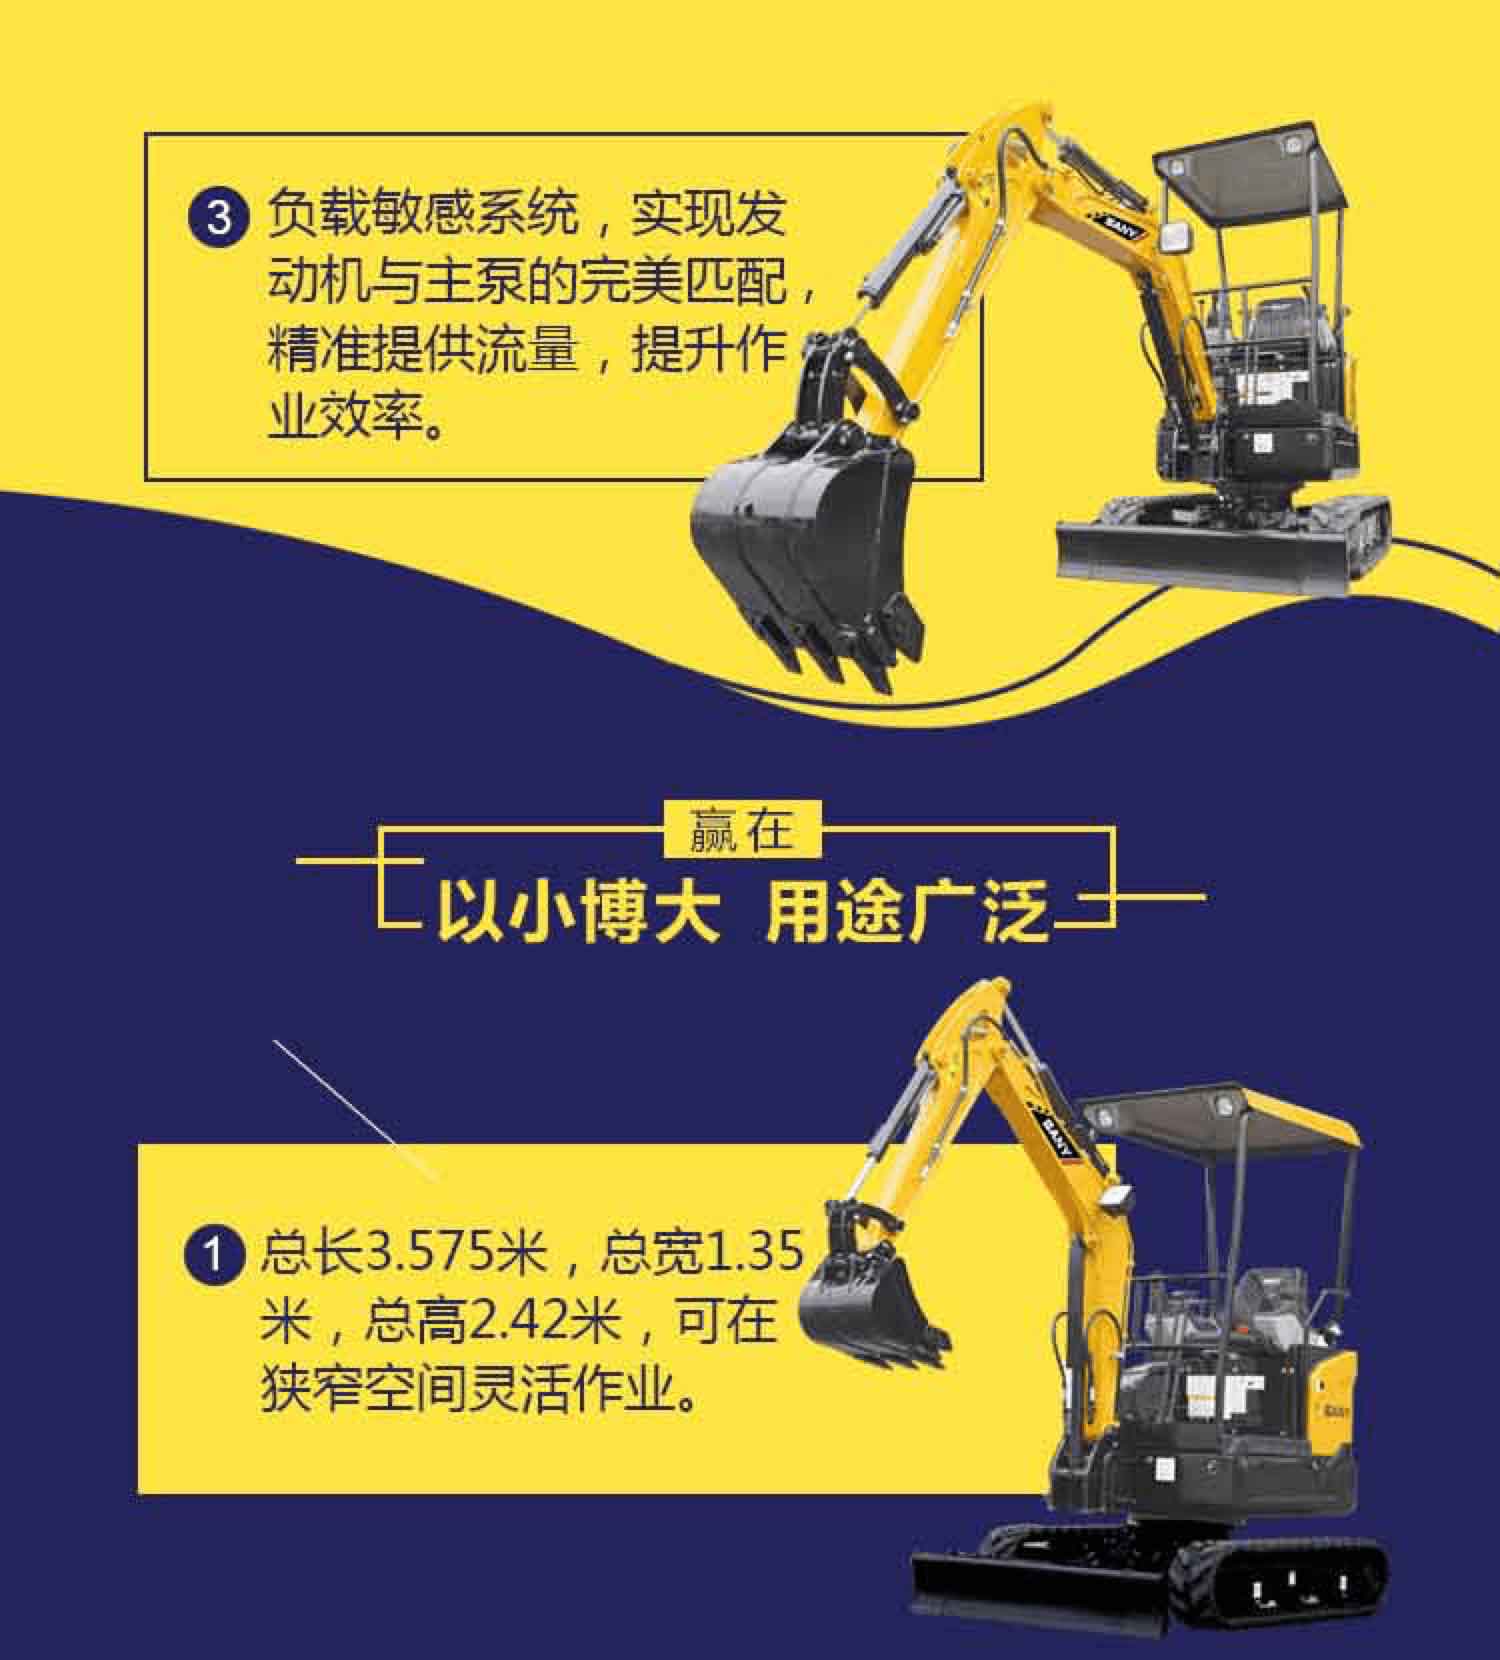 3 负载敏感系统，实现发
动机与主泵的完美匹配，
精准提供流量，提升作
业效率。
SANY
赢在
以小博大 用途广泛
SANY
1 总长3.575米，总宽1.35
米，总高2.42米，可在
狭窄空间灵活作业。
SANY